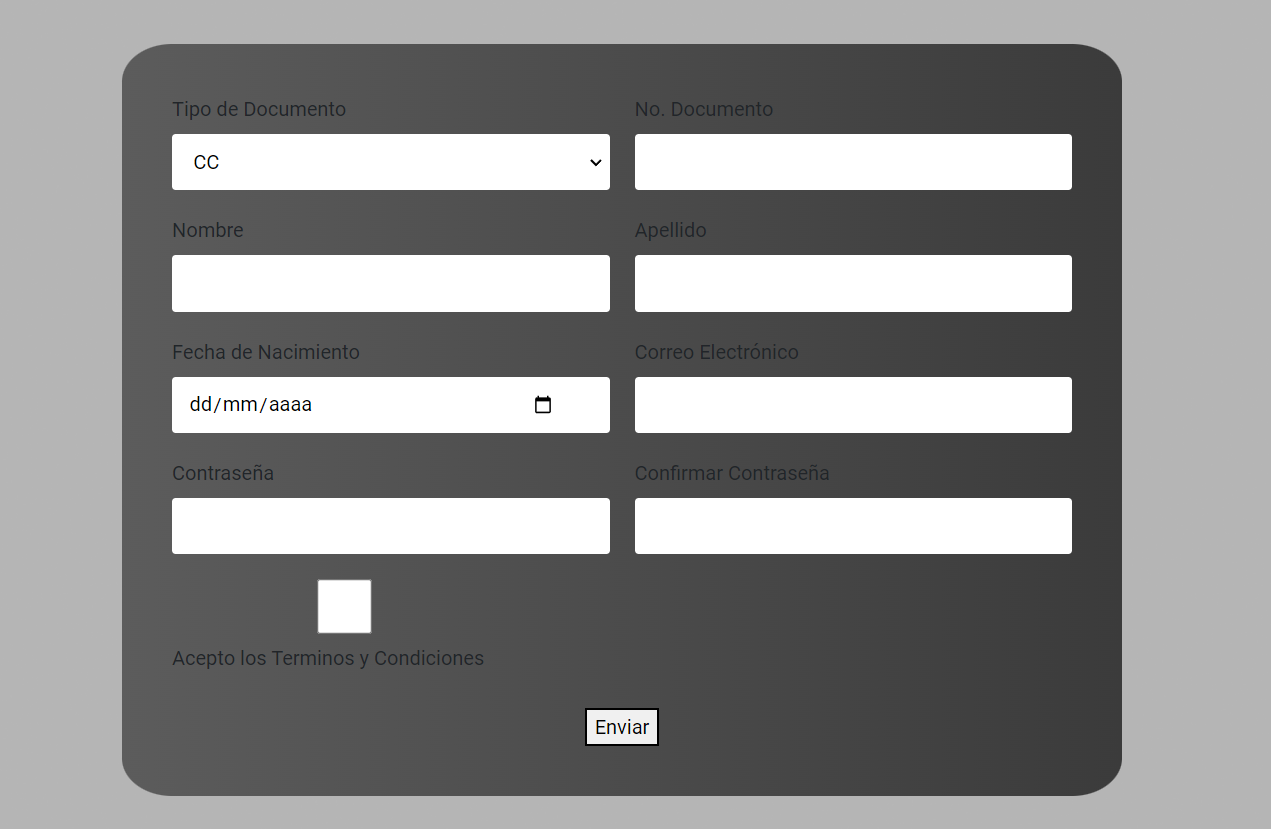 Tipo de Documento
No. Documento
CC
Nombre
Apellido
Fecha de Nacimiento
Correo Electrónico
dd/mm/aaaa
Contraseña
Confirmar Contraseña
Acepto los Terminos y Condiciones
Enviar